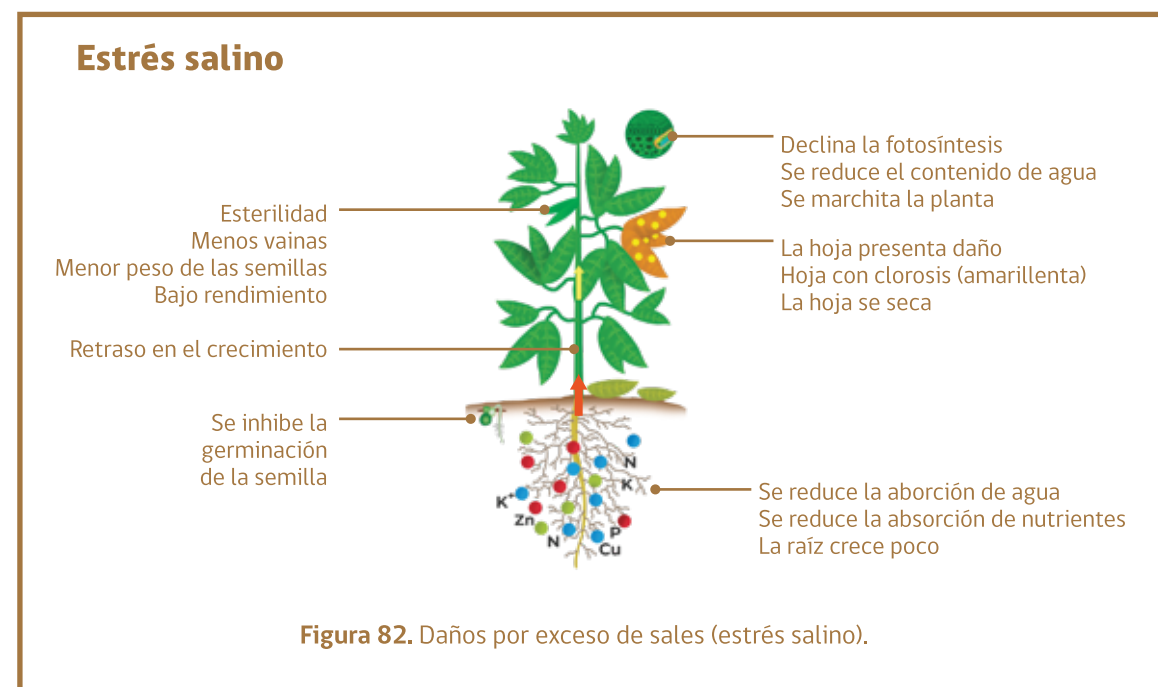 Estrés salino
Declina la fotosíntesis
Se reduce el contenido de agua
Se marchita la planta
Esterilidad
Menos vainas
Menor peso de las semillas
Bajo rendimiento
La hoja presenta daño
Hoja con clorosis (amarillenta)
La hoja se seca
Retraso en el crecimiento
Se inhibe la
germinación
de la semilla
N
K
K+
Zn
N
P
Cu
Se reduce la aborción de agua
Se reduce la absorción de nutrientes
La raíz crece poco
Figura 82. Daños por exceso de sales (estrés salino).